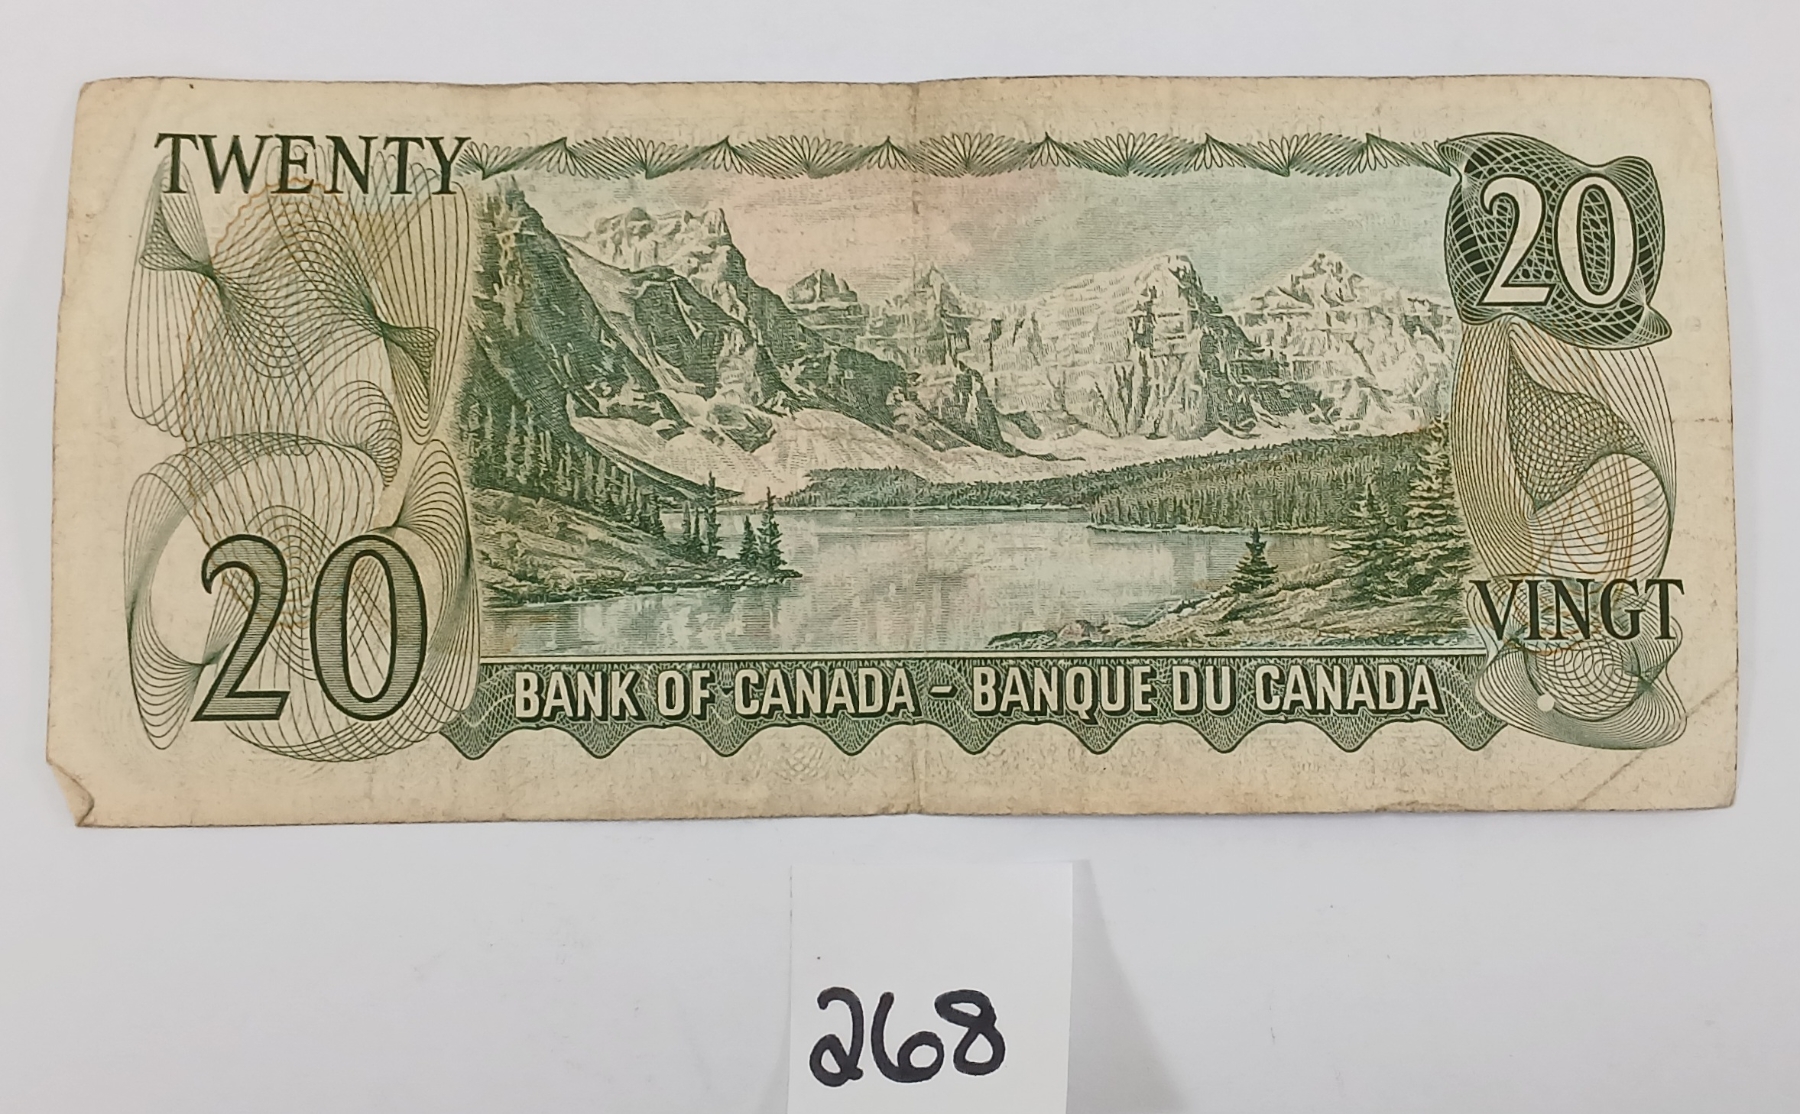 TWENTY
20
20
VINGT
BANK OF CANADA – BANQUE DU CANADA
268